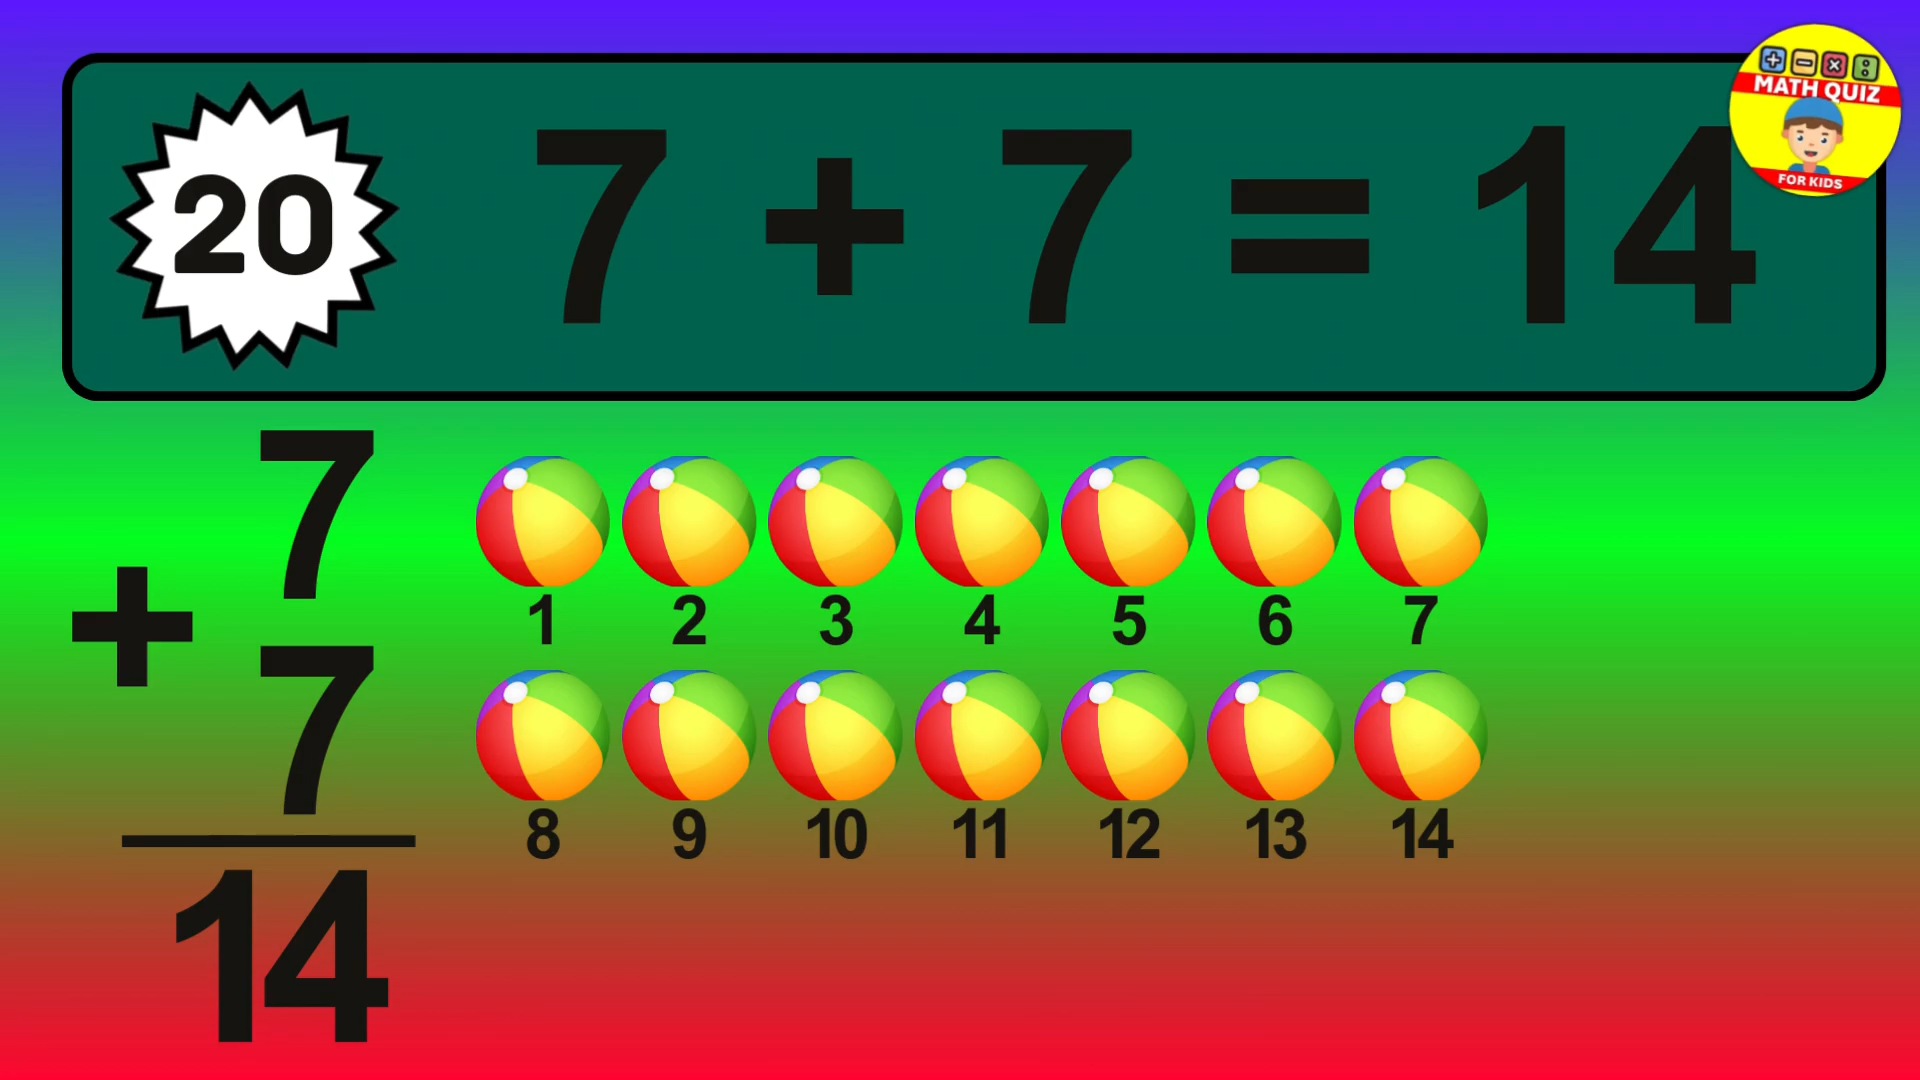 20
7 + 7 = 14
+ − × :
MATH QUIZ
FOR KIDS
7
+
7
14
1 2 3 4 5 6 7
8 9 10 11 12 13 14